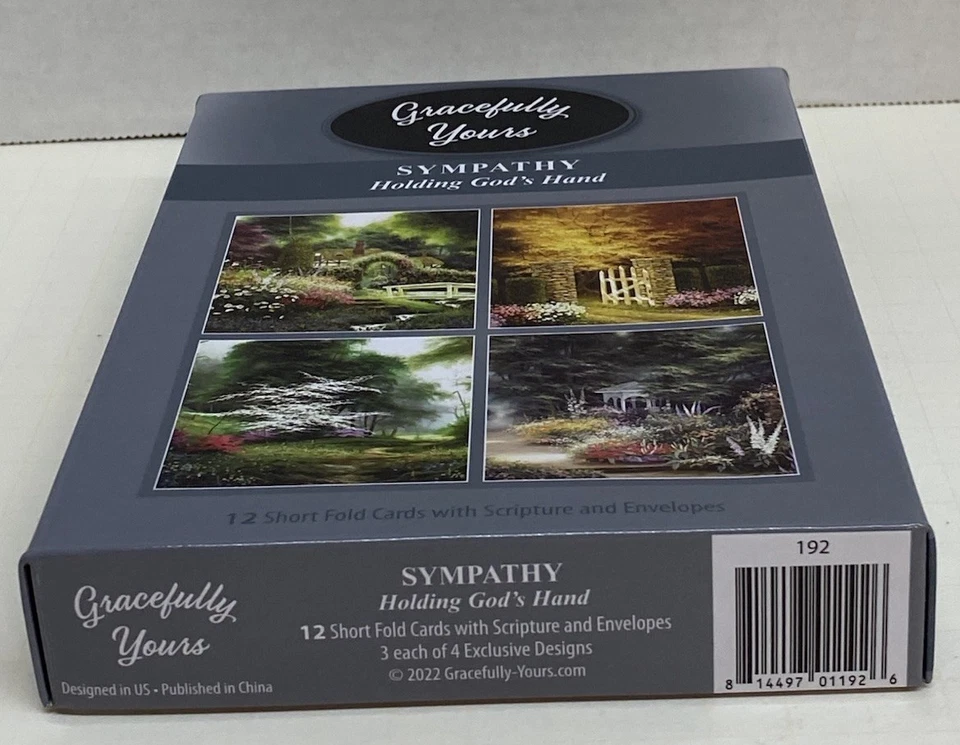 Gracefully
Yours
SYMPATHY
Holding God's Hand
12 Short Fold Cards with Scripture and Envelopes
Gracefully
Yours
Designed in US • Published in China
SYMPATHY
Holding God's Hand
12 Short Fold Cards with Scripture and Envelopes
3 each of 4 Exclusive Designs
© 2022 Gracefully-Yours.com
192
8 14497 01192 6